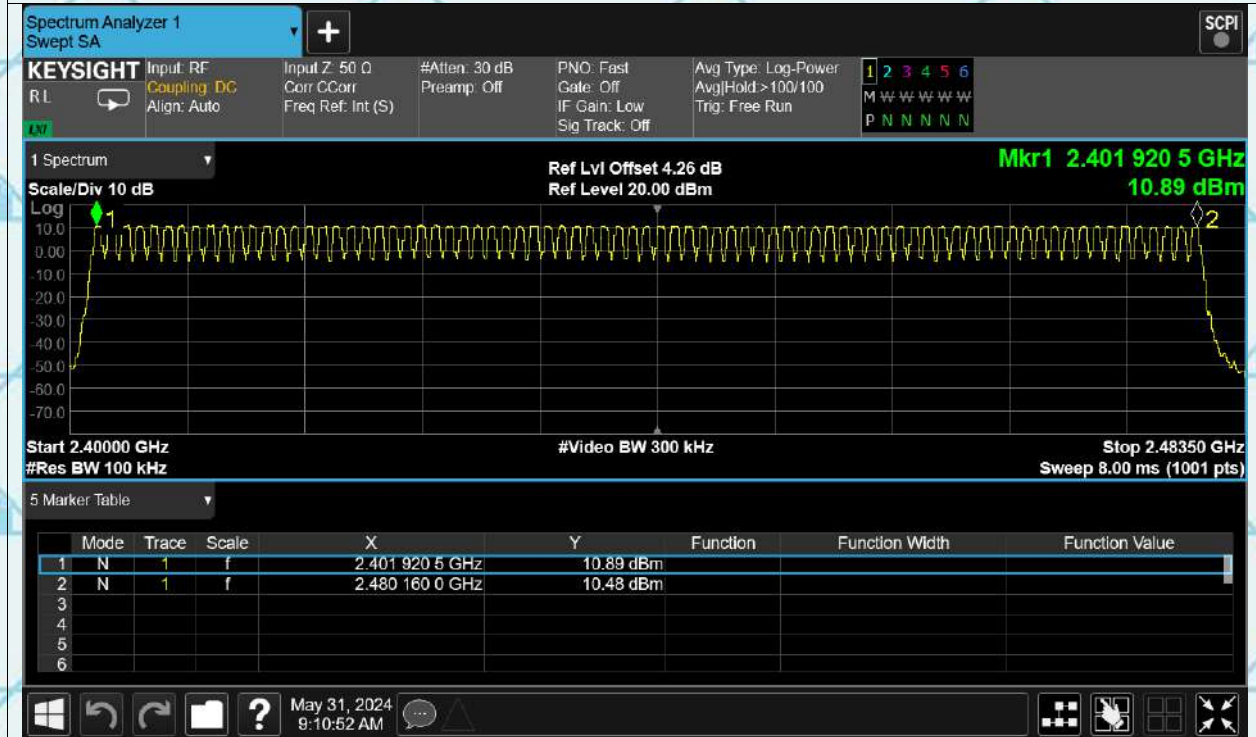 Spectrum Analyzer 1
Swept SA
+
SCPI
KEYSIGHT
RL
LXI
Input: RF
Coupling: DC
Align: Auto
Input Z: 50 Ω
Corr CCorr
Freq Ref: Int (S)
#Atten: 30 dB
Preamp: Off
PNO: Fast
Gate: Off
IF Gain: Low
Sig Track: Off
Avg Type: Log-Power
Avg|Hold:>100/100
Trig: Free Run
1 2 3 4 5 6
M W W W W W
P N N N N N
1 Spectrum
Scale/Div 10 dB
Log
Ref Lvl Offset 4.26 dB
Ref Level 20.00 dBm
Mkr1 2.401 920 5 GHz
10.89 dBm
1
2
10.0
0.00
-10.0
-20.0
-30.0
-40.0
-50.0
-60.0
-70.0
Start 2.40000 GHz
#Res BW 100 kHz
#Video BW 300 kHz
Stop 2.48350 GHz
Sweep 8.00 ms (1001 pts)
5 Marker Table
Mode Trace Scale X Y Function Function Width Function Value
1 N 1 f 2.401 920 5 GHz 10.89 dBm
2 N 1 f 2.480 160 0 GHz 10.48 dBm
3
4
5
6
?
May 31, 2024
9:10:52 AM